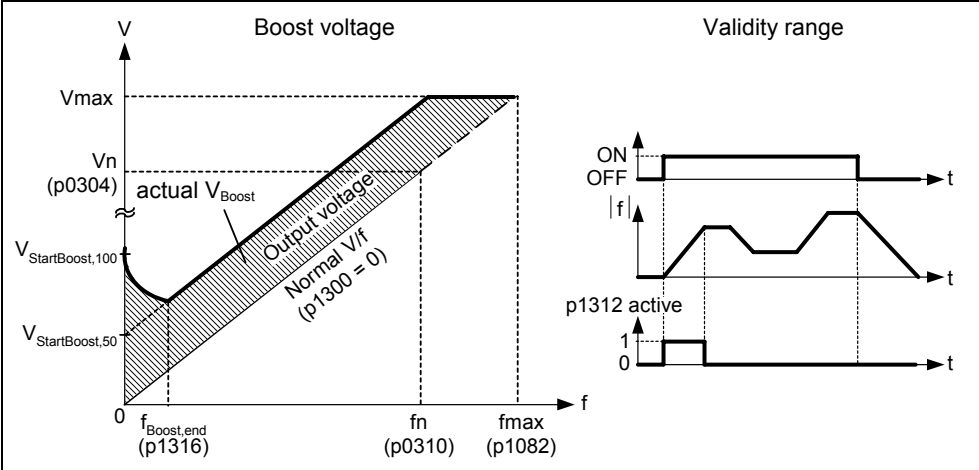 Boost voltage
V
Vmax
Vn
(p0304)
actual VBoost
Output voltage
Normal V/f
(p1300 = 0)
VStartBoost,100
VStartBoost,50
0
fBoost,end
(p1316)
fn
(p0310)
fmax
(p1082)
f
Validity range
ON
OFF
t
|f|
t
p1312 active
1
0
t